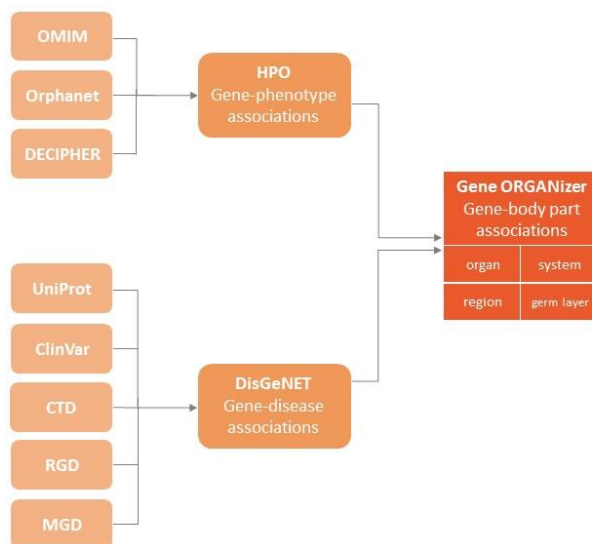 OMIM
Orphanet
DECIPHER
HPO
Gene-phenotype
associations
Gene ORGANizer
Gene-body part
associations
organ
system
region
germ layer
UniProt
ClinVar
CTD
RGD
MGD
DisGeNET
Gene-disease
associations